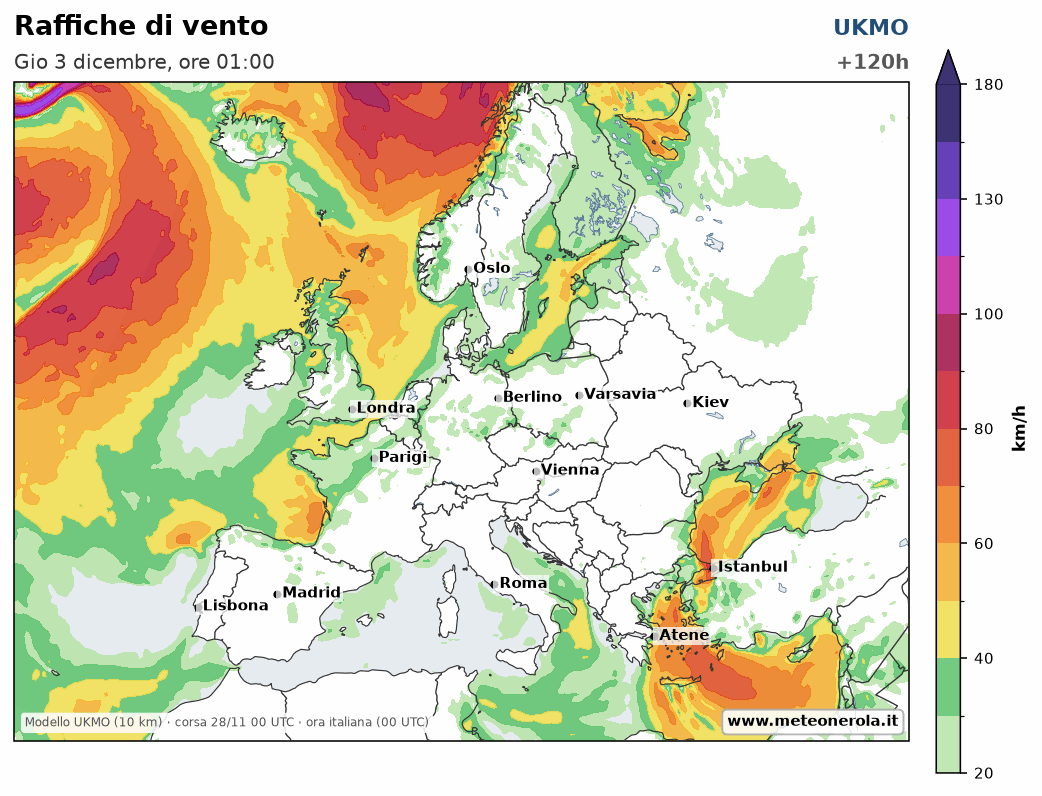 Raffiche di vento
UKMO
Gio 3 dicembre, ore 01:00
+120h
180
130
100
80
60
40
20
km/h
Oslo
Londra
Berlino
Varsavia
Kiev
Parigi
Vienna
Istanbul
Roma
Madrid
Lisbona
Atene
Modello UKMO (10 km) · corsa 28/11 00 UTC · ora italiana (00 UTC)
www.meteonerola.it